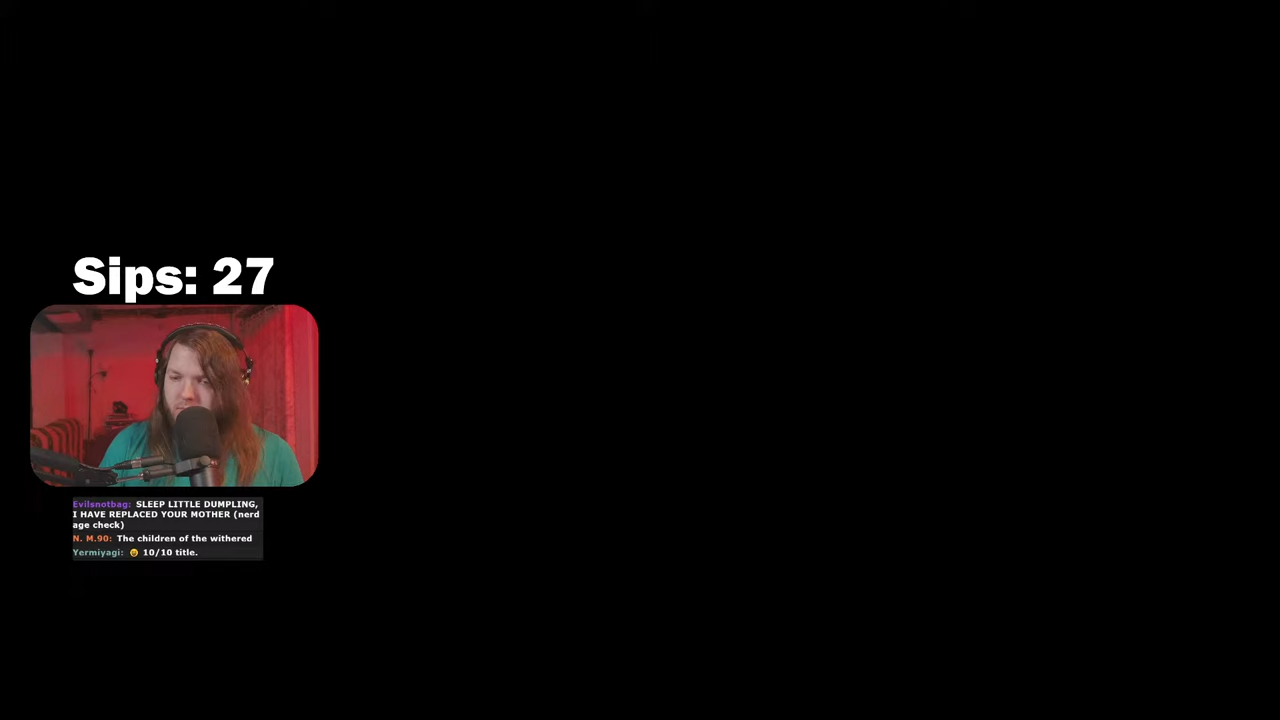 Sips: 27
Evilsnotbag: SLEEP LITTLE DUMPLING,
I HAVE REPLACED YOUR MOTHER (nerd
age check)
N. M.90: The children of the withered
Yermiyagi: 😄 10/10 title.